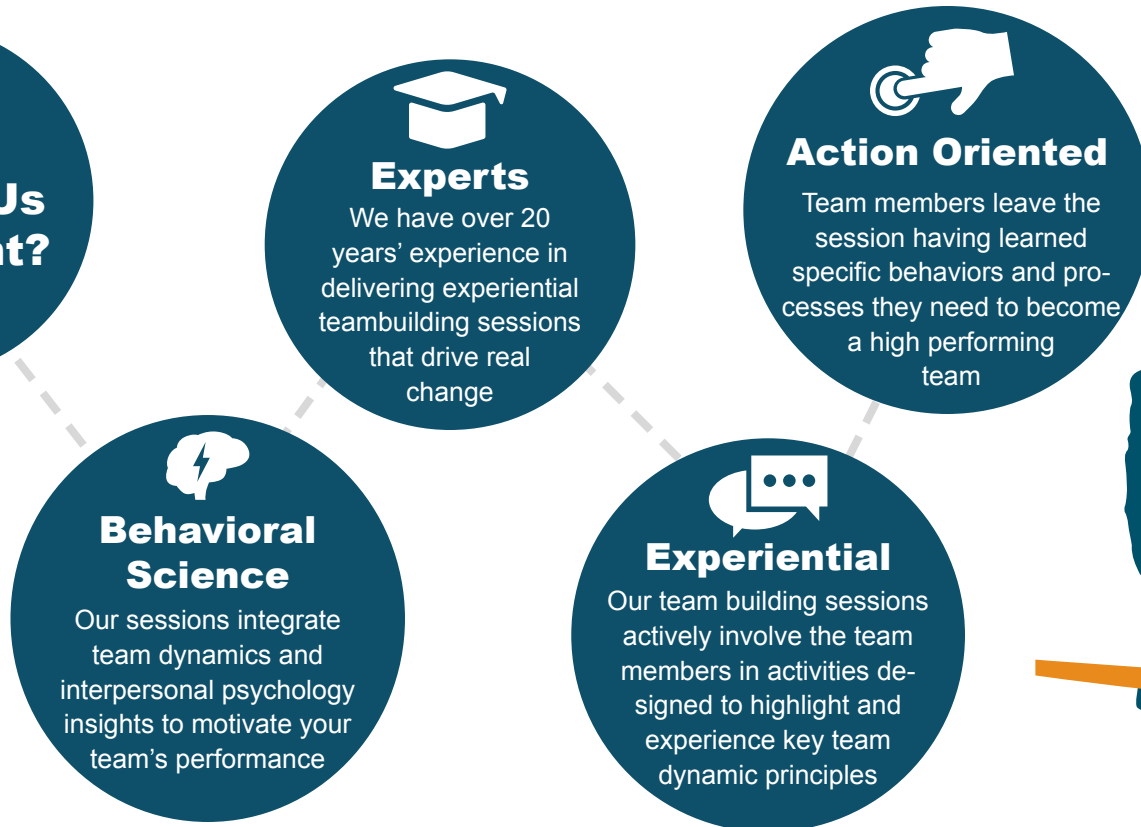 Us
Behavioral
Science
Our sessions integrate
team dynamics and
interpersonal psychology
insights to motivate your
team's performance
Experts
We have over 20
years' experience in
delivering experiential
teambuilding sessions
that drive real
change
Experiential
Our team building sessions
actively involve the team
members in activities de-
signed to highlight and
experience key team
dynamic principles
Action Oriented
Team members leave the
session having learned
specific behaviors and pro-
cesses they need to become
a high performing
team